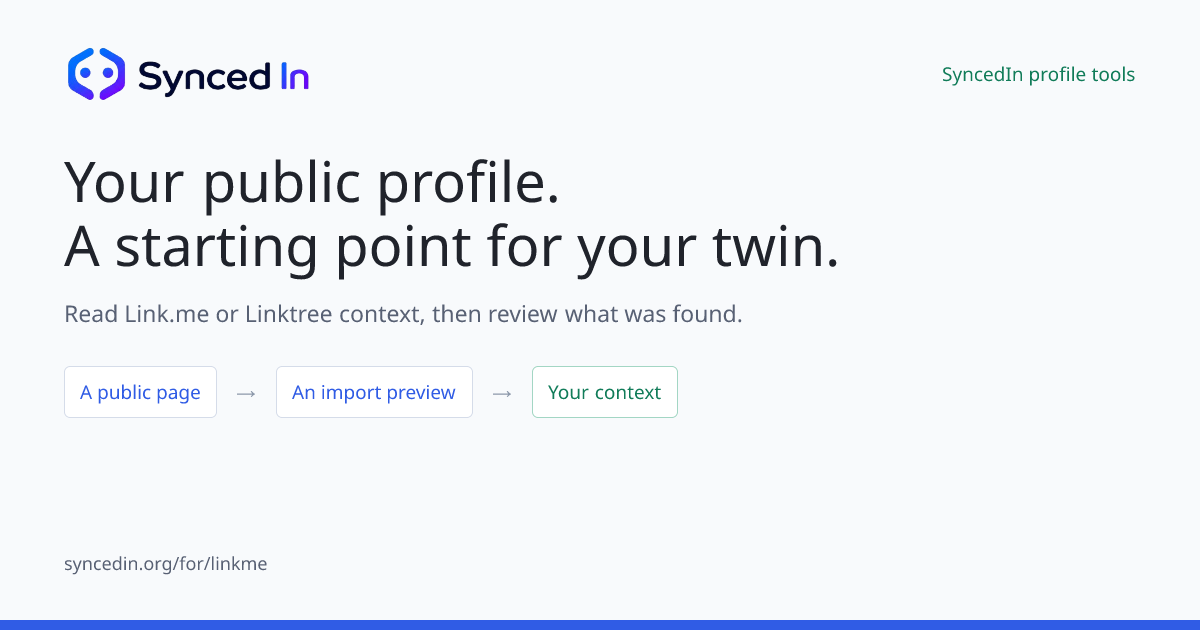 Synced In
SyncedIn profile tools
Your public profile.
A starting point for your twin.
Read Link.me or Linktree context, then review what was found.
A public page → An import preview → Your context
syncedin.org/for/linkme